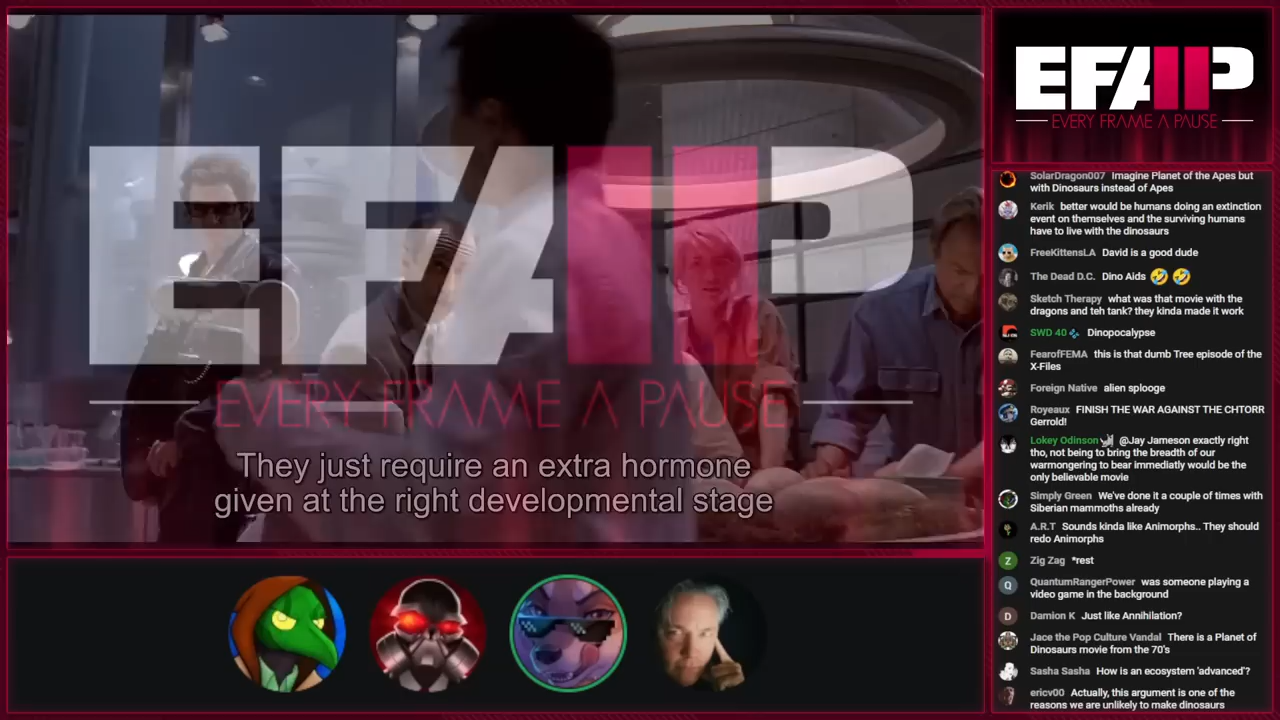 EFAP
EVERY FRAME A PAUSE
They just require an extra hormone
given at the right developmental stage
EFAP
EVERY FRAME A PAUSE
SolarDragon007 Imagine Planet of the Apes but
with Dinosaurs instead of Apes
Kerik better would be humans doing an extinction
event on themselves and the surviving humans
have to live with the dinosaurs
FreeKittensLA David is a good dude
The Dead D.C. Dino Aids 🤣 🤣
Sketch Therapy what was that movie with the
dragons and teh tank? they kinda made it work
SWD 40 Dinopocalypse
FearofFEMA this is that dumb Tree episode of the
X-Files
Foreign Native alien splooge
Royeaux FINISH THE WAR AGAINST THE CHTORR
Gerrold!
Lokey Odinson @Jay Jameson exactly right
tho, not being to bring the breadth of our
warmongering to bear immediatly would be the
only believable movie
Simply Green We've done it a couple of times with
Siberian mammoths already
A.R.T Sounds kinda like Animorphs.. They should
redo Animorphs
Z Zig Zag *rest
Q QuantumRangerPower was someone playing a
video game in the background
D Damion K Just like Annihilation?
Jace the Pop Culture Vandal There is a Planet of
Dinosaurs movie from the 70's
Sasha Sasha How is an ecosystem 'advanced'?
ericv00 Actually, this argument is one of the
reasons we are unlikely to make dinosaurs